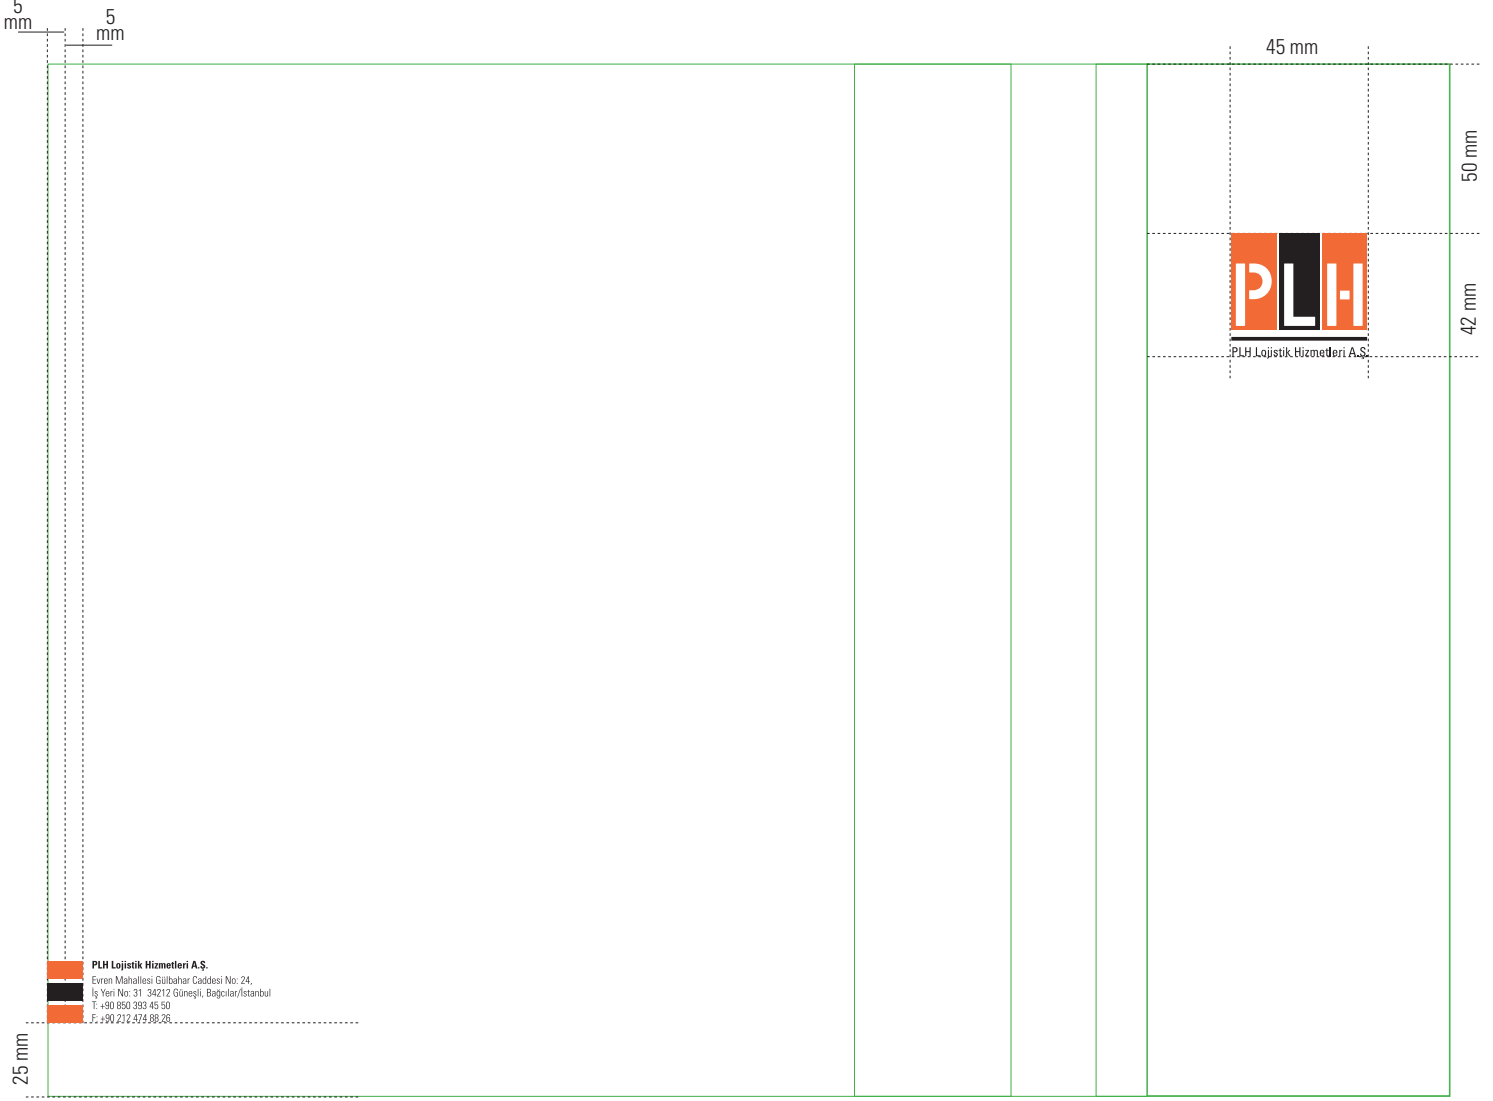 5
mm
5
mm
45 mm
50 mm
PLH
42 mm
PLH Lojistik Hizmetleri A.Ş.
PLH Lojistik Hizmetleri A.Ş.
Evren Mahallesi Gülbahar Caddesi No: 24,
İş Yeri No: 31 34212 Güneşli, Bağcılar/İstanbul
T: +90 850 393 45 50
F: +90 212 474 88 26
25 mm